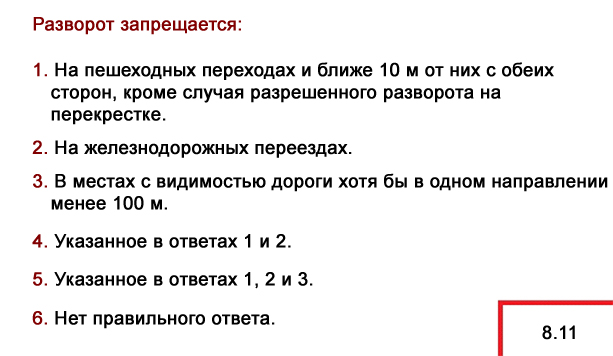 Разворот запрещается:
1. На пешеходных переходах и ближе 10 м от них с обеих
сторон, кроме случая разрешенного разворота на
перекрестке.
2. На железнодорожных переездах.
3. В местах с видимостью дороги хотя бы в одном направлении
менее 100 м.
4. Указанное в ответах 1 и 2.
5. Указанное в ответах 1, 2 и 3.
6. Нет правильного ответа.
8.11